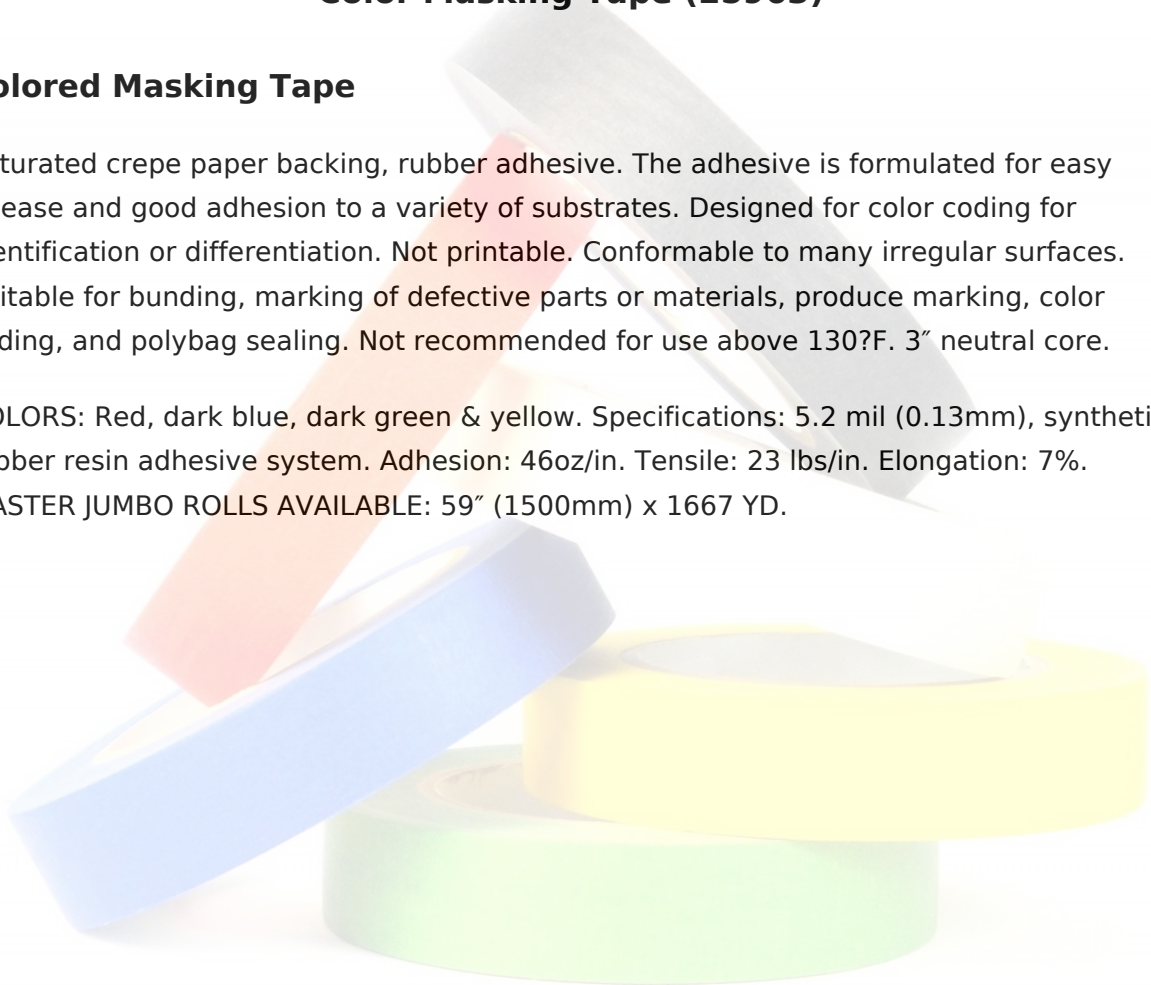 Color Masking Tape
olored Masking Tape
turated crepe paper backing, rubber adhesive. The adhesive is formulated for easy
ease and good adhesion to a variety of substrates. Designed for color coding for
entification or differentiation. Not printable. Conformable to many irregular surfaces.
itable for bunding, marking of defective parts or materials, produce marking, color
ding, and polybag sealing. Not recommended for use above 130?F. 3″ neutral core.
OLORS: Red, dark blue, dark green & yellow. Specifications: 5.2 mil (0.13mm), syntheti
bber resin adhesive system. Adhesion: 46oz/in. Tensile: 23 lbs/in. Elongation: 7%.
ASTER JUMBO ROLLS AVAILABLE: 59″ (1500mm) x 1667 YD.